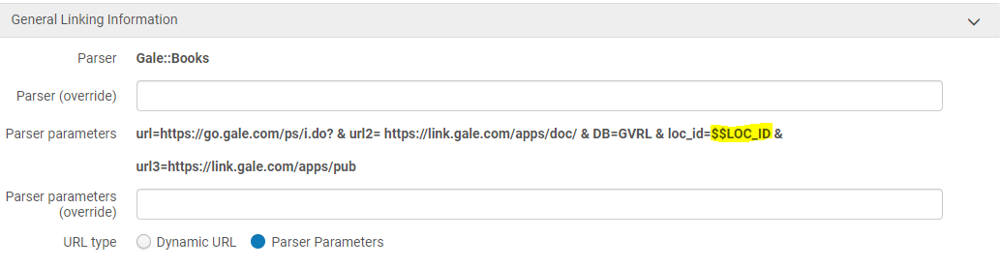 General Linking Information
Parser Gale::Books
Parser (override)
Parser parameters url=https://go.gale.com/ps/i.do? & url2= https://link.gale.com/apps/doc/ & DB=GVRL & loc_id=$$LOC_ID &
url3=https://link.gale.com/apps/pub
Parser parameters
(override)
URL type Dynamic URL Parser Parameters